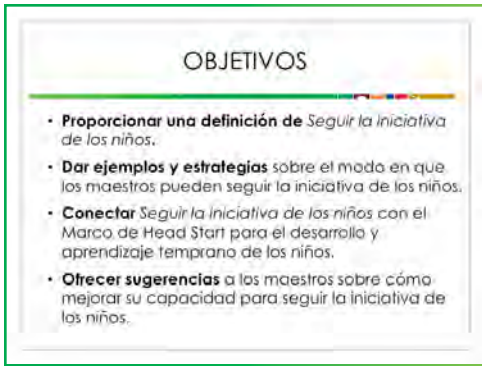 OBJETIVOS
• Proporcionar una definición de Seguir la iniciativa
de los niños.
• Dar ejemplos y estrategias sobre el modo en que
los maestros pueden seguir la iniciativa de los niños.
• Conectar Seguir la iniciativa de los niños con el
Marco de Head Start para el desarrollo y
aprendizaje temprano de los niños.
• Ofrecer sugerencias a los maestros sobre cómo
mejorar su capacidad para seguir la iniciativa de
los niños.